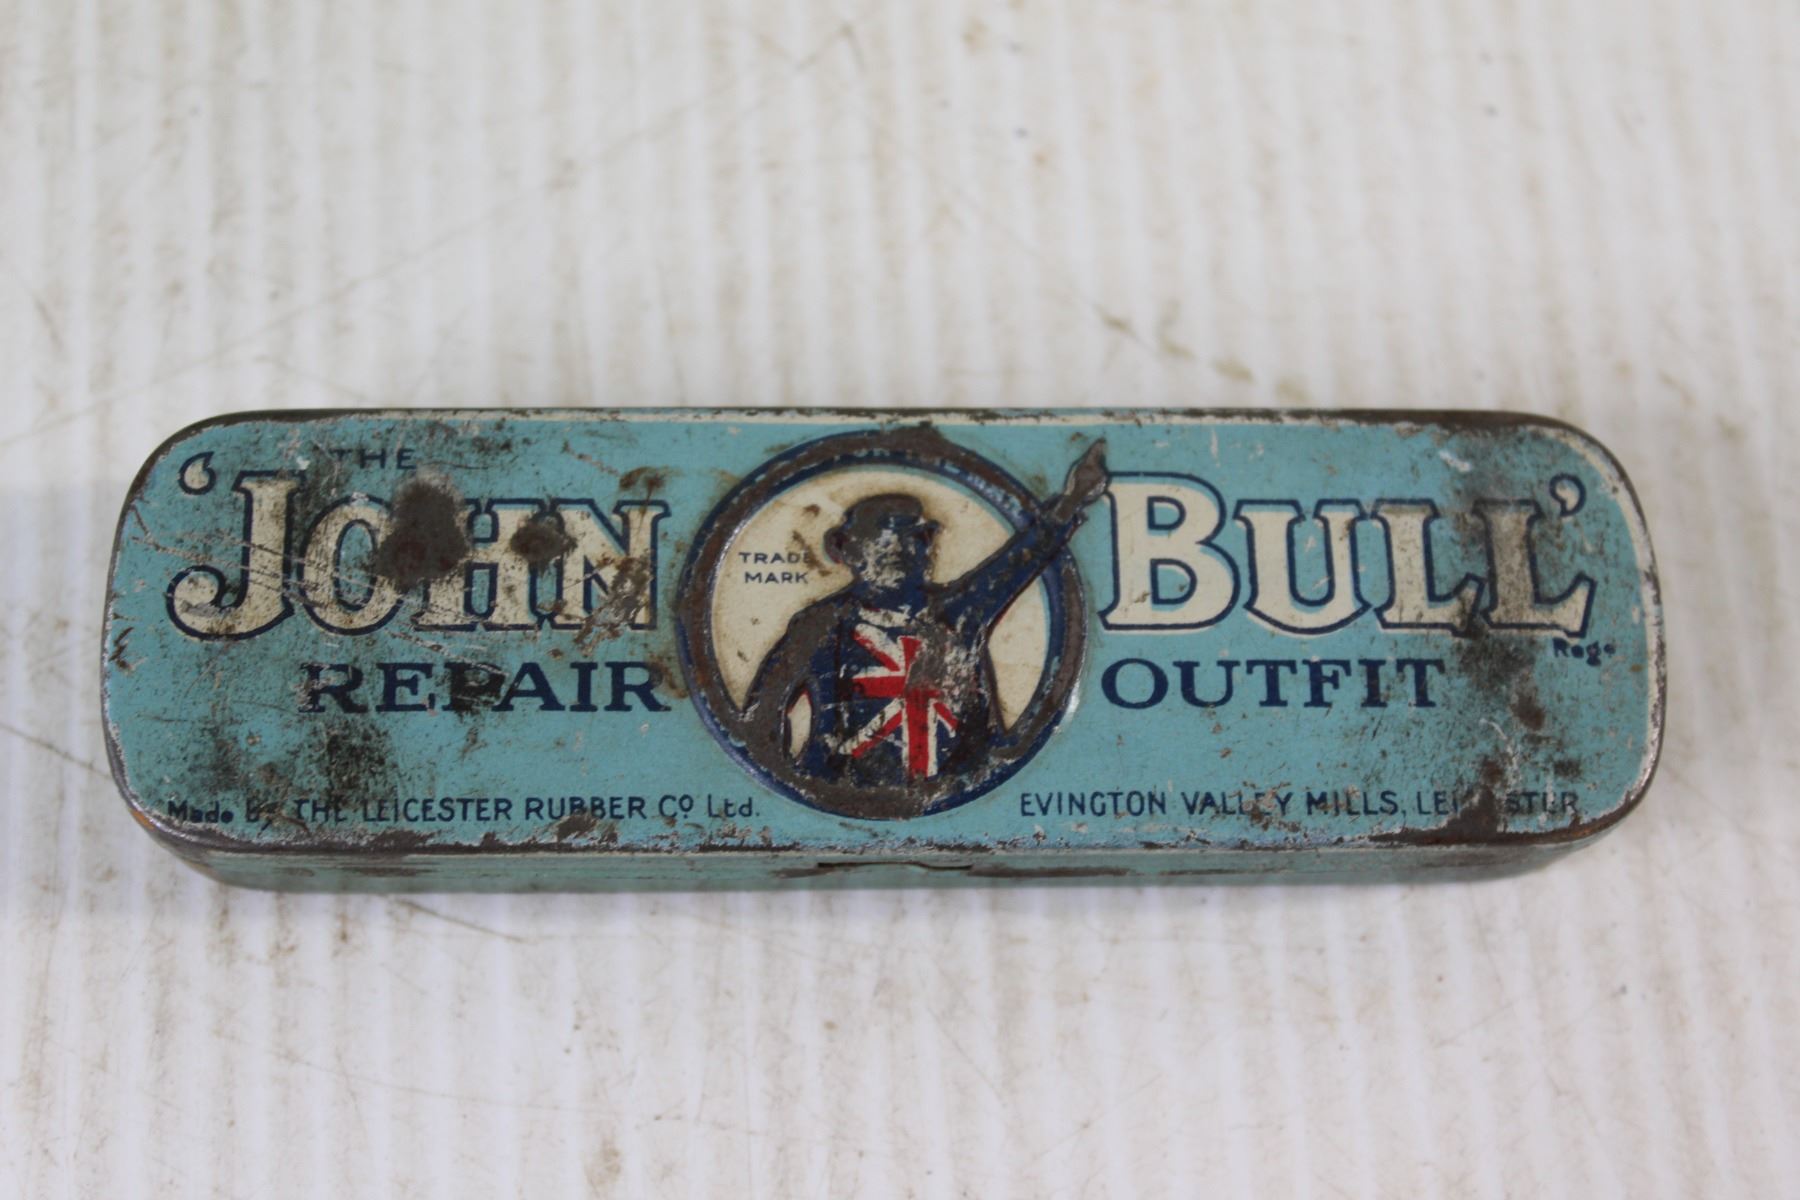 THE
'JOHN BULL'
Regd
REPAIR OUTFIT
TRADE
MARK
Made by THE LEICESTER RUBBER Co Ltd.
EVINGTON VALLEY MILLS, LEICESTER